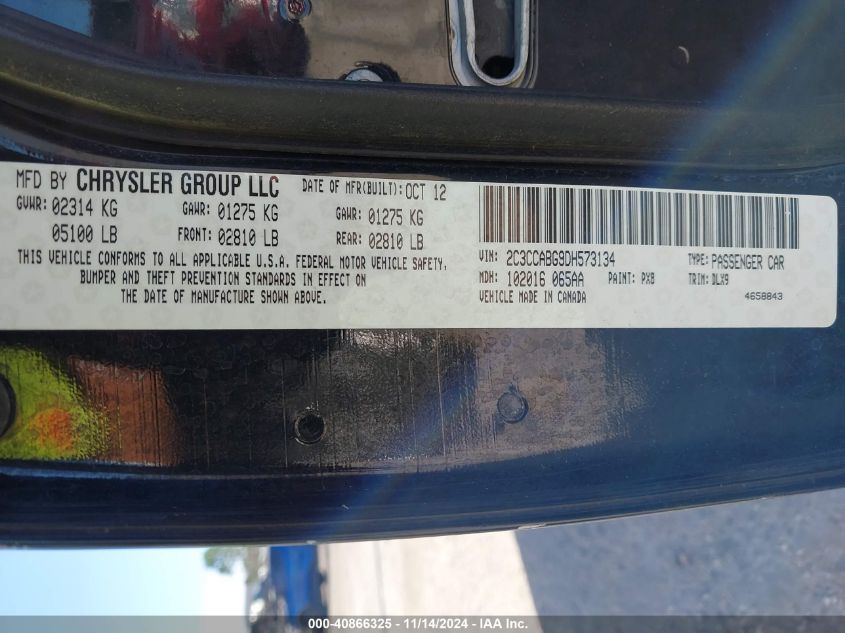 MFD BY CHRYSLER GROUP LLC DATE OF MFR(BUILT): OCT 12
GVWR: 02314 KG GAWR: 01275 KG GAWR: 01275 KG
05100 LB FRONT: 02810 LB REAR: 02810 LB
THIS VEHICLE CONFORMS TO ALL APPLICABLE U.S.A. FEDERAL MOTOR VEHICLE SAFETY,
BUMPER AND THEFT PREVENTION STANDARDS IN EFFECT ON
THE DATE OF MANUFACTURE SHOWN ABOVE.
VIN: 2C3CCABG9DH573134 TYPE: PASSENGER CAR
MDH: 102016 065AA PAINT: PX8 TRIM: DLX9
VEHICLE MADE IN CANADA 4658843
000-40866325 - 11/14/2024 - IAA Inc.